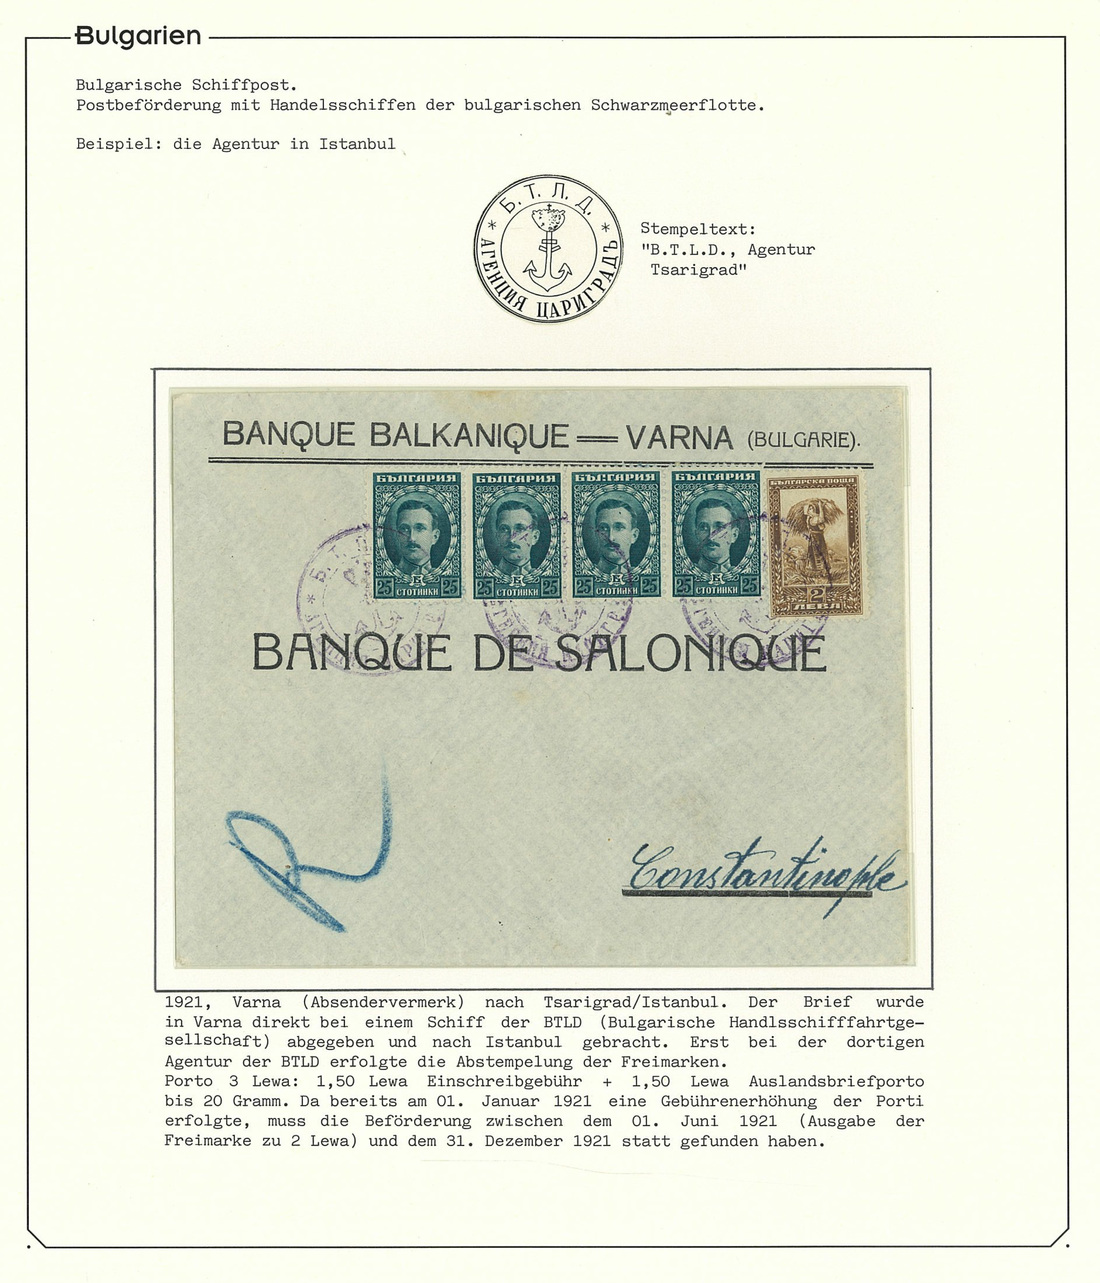 Bulgarien
Bulgarische Schiffpost.
Postbeförderung mit Handelsschiffen der bulgarischen Schwarzmeerflotte.
Beispiel: die Agentur in Istanbul
* Б. Т. Л. Д. *
АГЕНЦИЯ ЦАРИГРАДЪ
Stempeltext:
"B.T.L.D., Agentur
Tsarigrad"
BANQUE BALKANIQUE = VARNA (BULGARIE).
БЪЛГАРИЯ БЪЛГАРИЯ БЪЛГАРИЯ БЪЛГАРИЯ БЪЛГАРСКА ПОЩА
25 СТОТИНКИ 25 25 СТОТИНКИ 25 25 СТОТИНКИ 25 25 СТОТИНКИ 25 2 ЛЕВА
Б. Т. Л
BANQUE DE SALONIQUE
R
Constantinople
1921, Varna (Absendervermerk) nach Tsarigrad/Istanbul. Der Brief wurde
in Varna direkt bei einem Schiff der BTLD (Bulgarische Handlsschifffahrtge-
sellschaft) abgegeben und nach Istanbul gebracht. Erst bei der dortigen
Agentur der BTLD erfolgte die Abstempelung der Freimarken.
Porto 3 Lewa: 1,50 Lewa Einschreibgebühr + 1,50 Lewa Auslandsbriefporto
bis 20 Gramm. Da bereits am 01. Januar 1921 eine Gebührenerhöhung der Porti
erfolgte, muss die Beförderung zwischen dem 01. Juni 1921 (Ausgabe der
Freimarke zu 2 Lewa) und dem 31. Dezember 1921 statt gefunden haben.